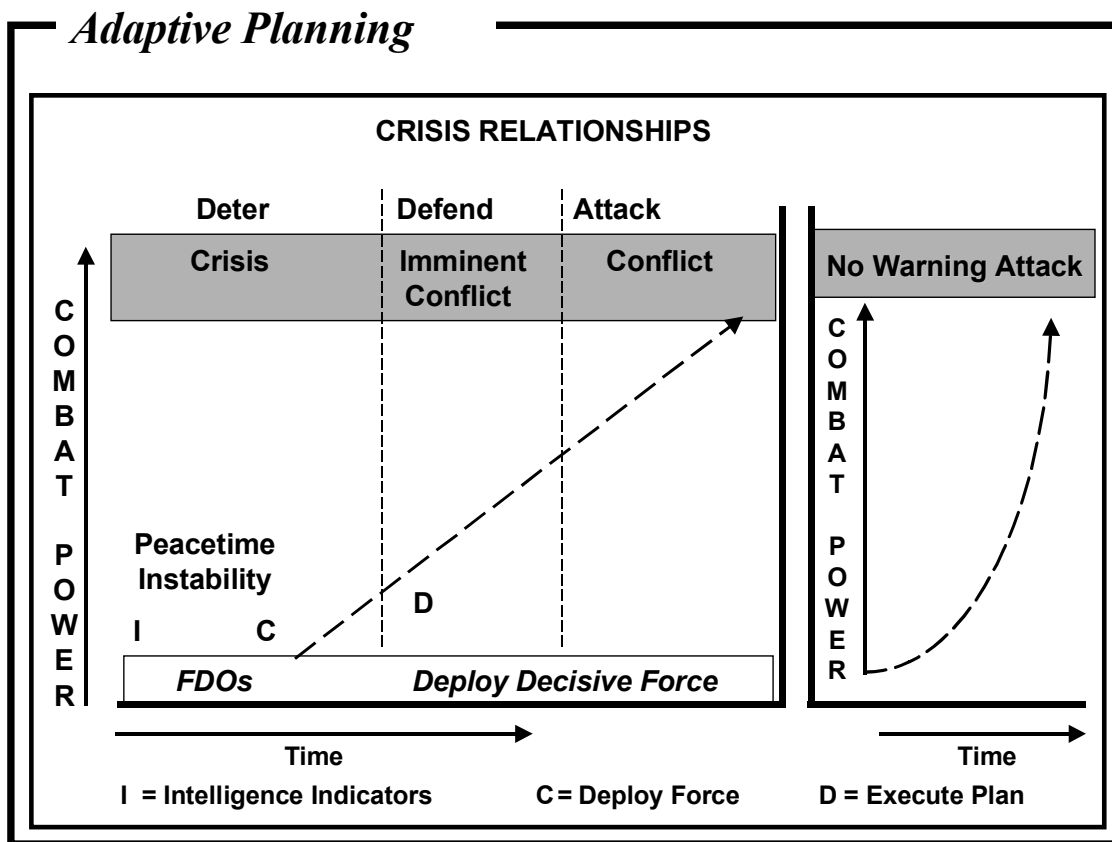 Adaptive Planning
CRISIS RELATIONSHIPS
Deter Defend Attack
Crisis Imminent Conflict Conflict
No Warning Attack
COMBAT POWER
Peacetime
Instability
I C D
FDOs Deploy Decisive Force
Time
COMBAT POWER
Time
I = Intelligence Indicators C = Deploy Force D = Execute Plan